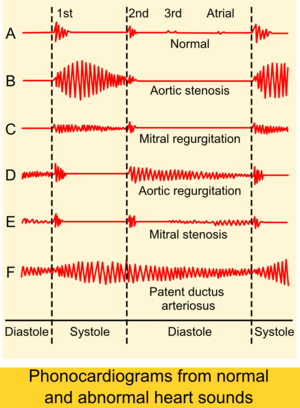 1st 2nd 3rd Atrial
A
Normal
B
Aortic stenosis
C
Mitral regurgitation
D
Aortic regurgitation
E
Mitral stenosis
F
Patent ductus
arteriosus
Diastole Systole Diastole Systole
Phonocardiograms from normal
and abnormal heart sounds